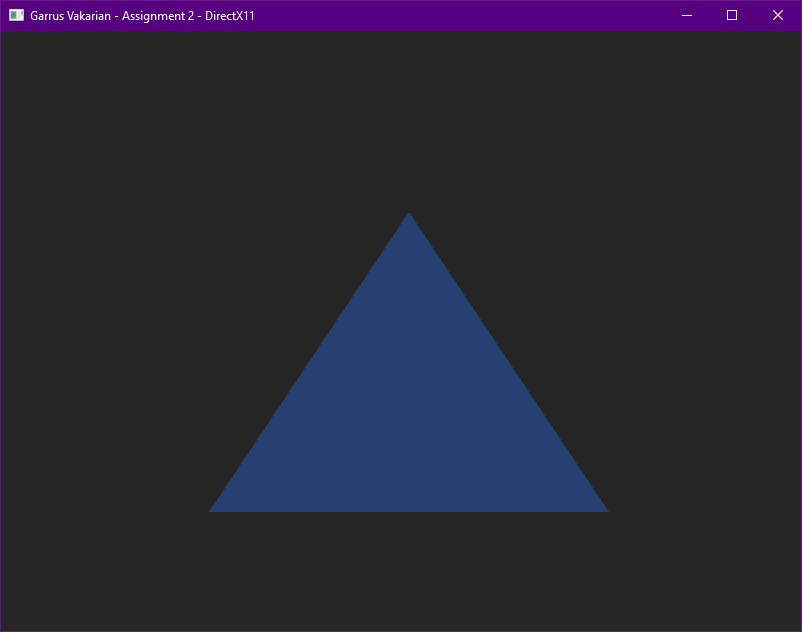 Garrus Vakarian - Assignment 2 - DirectX11